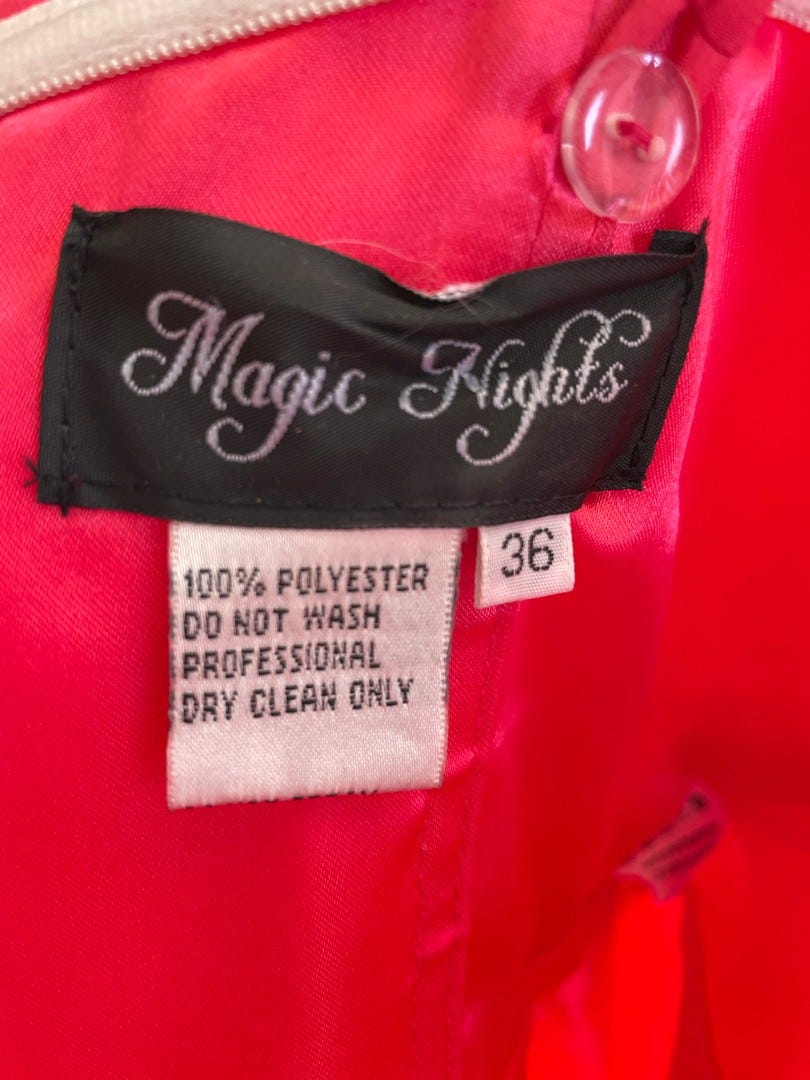 Magic Nights
36
100% POLYESTER
DO NOT WASH
PROFESSIONAL
DRY CLEAN ONLY